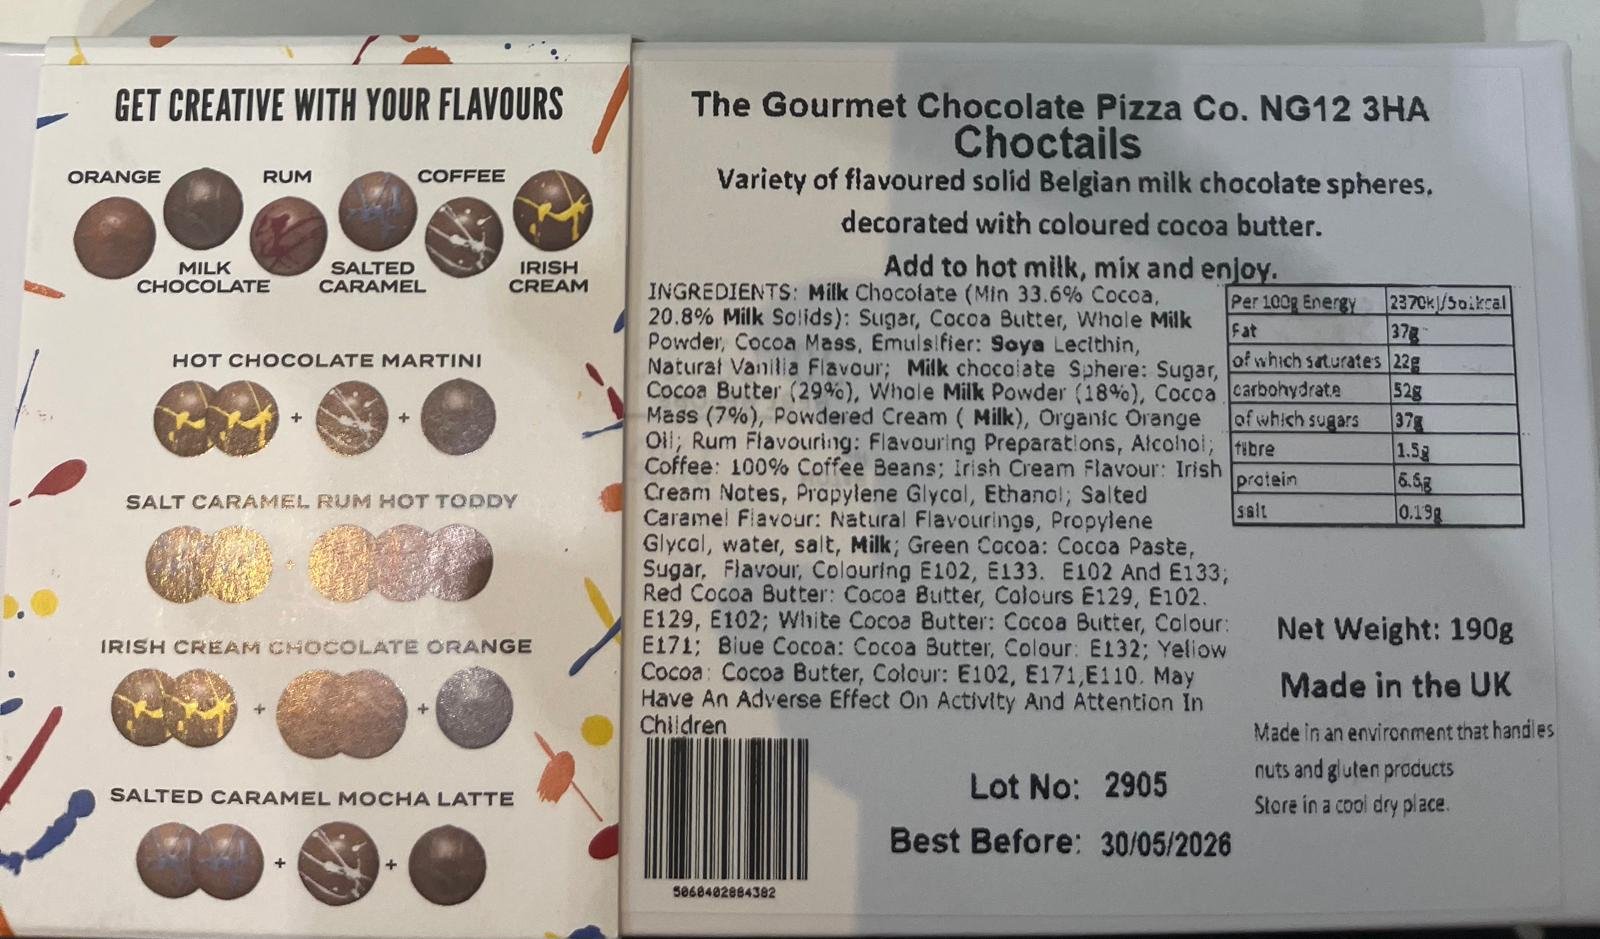 GET CREATIVE WITH YOUR FLAVOURS
ORANGE
RUM
COFFEE
MILK
CHOCOLATE
SALTED
CARAMEL
IRISH
CREAM
HOT CHOCOLATE MARTINI
+ +
SALT CARAMEL RUM HOT TODDY
+
IRISH CREAM CHOCOLATE ORANGE
+ +
SALTED CARAMEL MOCHA LATTE
+ +
The Gourmet Chocolate Pizza Co. NG12 3HA
Choctails
Variety of flavoured solid Belgian milk chocolate spheres.
decorated with coloured cocoa butter.
Add to hot milk, mix and enjoy.
INGREDIENTS: Milk Chocolate (Min 33.6% Cocoa,
20.8% Milk Solids): Sugar, Cocoa Butter, Whole Milk
Powder, Cocoa Mass, Emulsifier: Soya Lecithin,
Natural Vanilla Flavour; Milk chocolate Sphere: Sugar,
Cocoa Butter (29%), Whole Milk Powder (18%), Cocoa
Mass (7%), Powdered Cream ( Milk), Organic Orange
Oil; Rum Flavouring: Flavouring Preparations, Alcohol;
Coffee: 100% Coffee Beans; Irish Cream Flavour: Irish
Cream Notes, Propylene Glycol, Ethanol; Salted
Caramel Flavour: Natural Flavourings, Propylene
Glycol, water, salt, Milk; Green Cocoa: Cocoa Paste,
Sugar, Flavour, Colouring E102, E133. E102 And E133;
Red Cocoa Butter: Cocoa Butter, Colours E129, E102.
E129, E102; White Cocoa Butter: Cocoa Butter, Colour:
E171; Blue Cocoa: Cocoa Butter, Colour: E132; Yellow
Cocoa: Cocoa Butter, Colour: E102, E171,E110. May
Have An Adverse Effect On Activity And Attention In
Children
Per 100g Energy
Fat 37g
of which saturates 22g
carbohydrate 52g
of which sugars 37g
fibre 1.5g
protein
salt 0.19g
Net Weight: 190g
Made in the UK
Made in an environment that handles
nuts and gluten products
Store in a cool dry place.
Lot No: 2905
Best Before: 30/05/2026
5060402884382